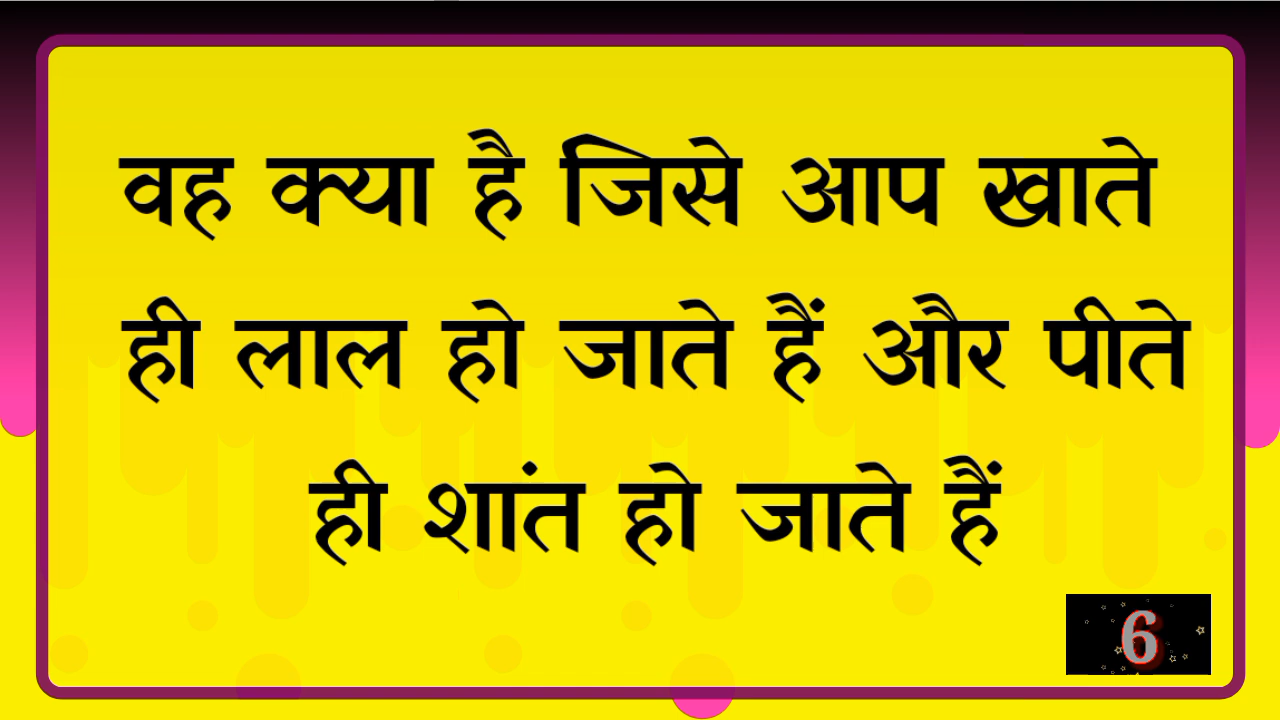 वह क्या है जिसे आप खाते
ही लाल हो जाते हैं और पीते
ही शांत हो जाते हैं
6